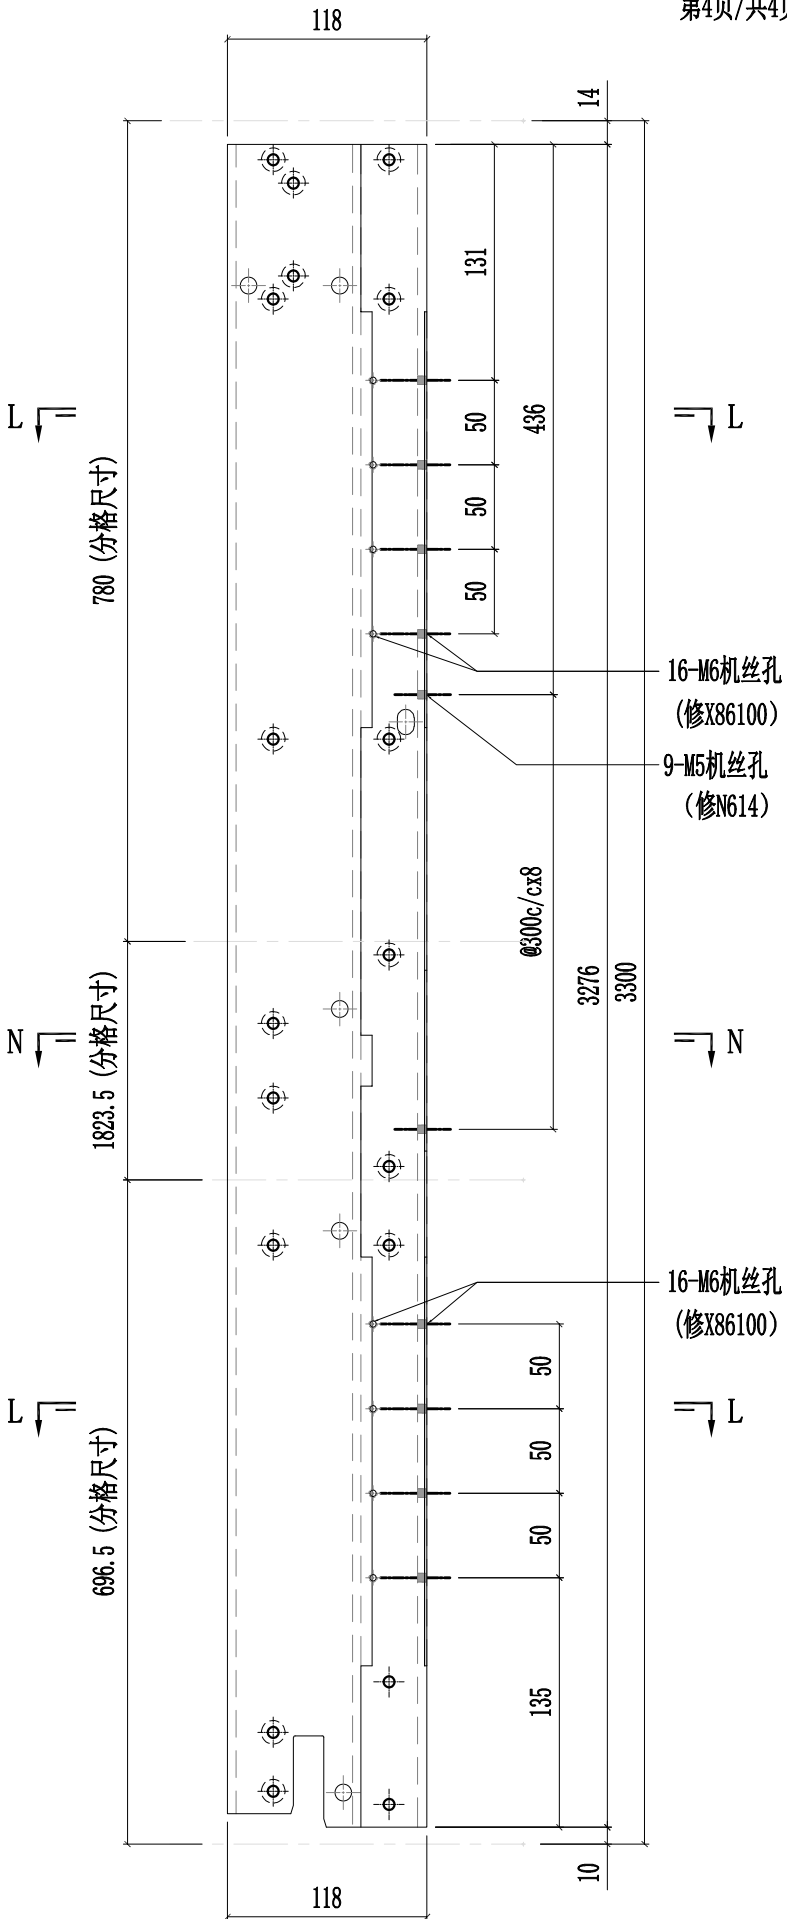 第4页/共4页
118
14
131
436
50
50
50
L
L
780 (分格尺寸)
16-M6机丝孔
(修X86100)
9-M5机丝孔
(修N614)
@300c/cx8
3276
3300
1823.5 (分格尺寸)
N
N
16-M6机丝孔
(修X86100)
50
50
50
L
L
696.5 (分格尺寸)
135
10
118